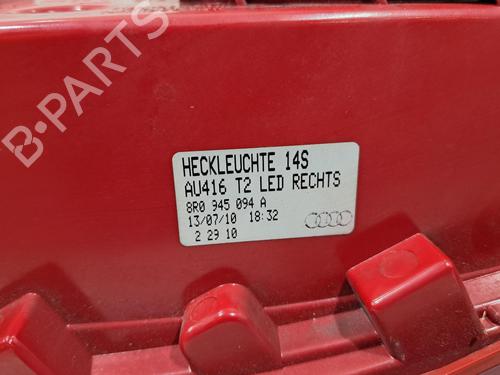 HECKLEUCHTE 14S
AU416 T2 LED RECHTS
8R0 945 094 A
13/07/10 18:32
2 29 10
B-PARTS